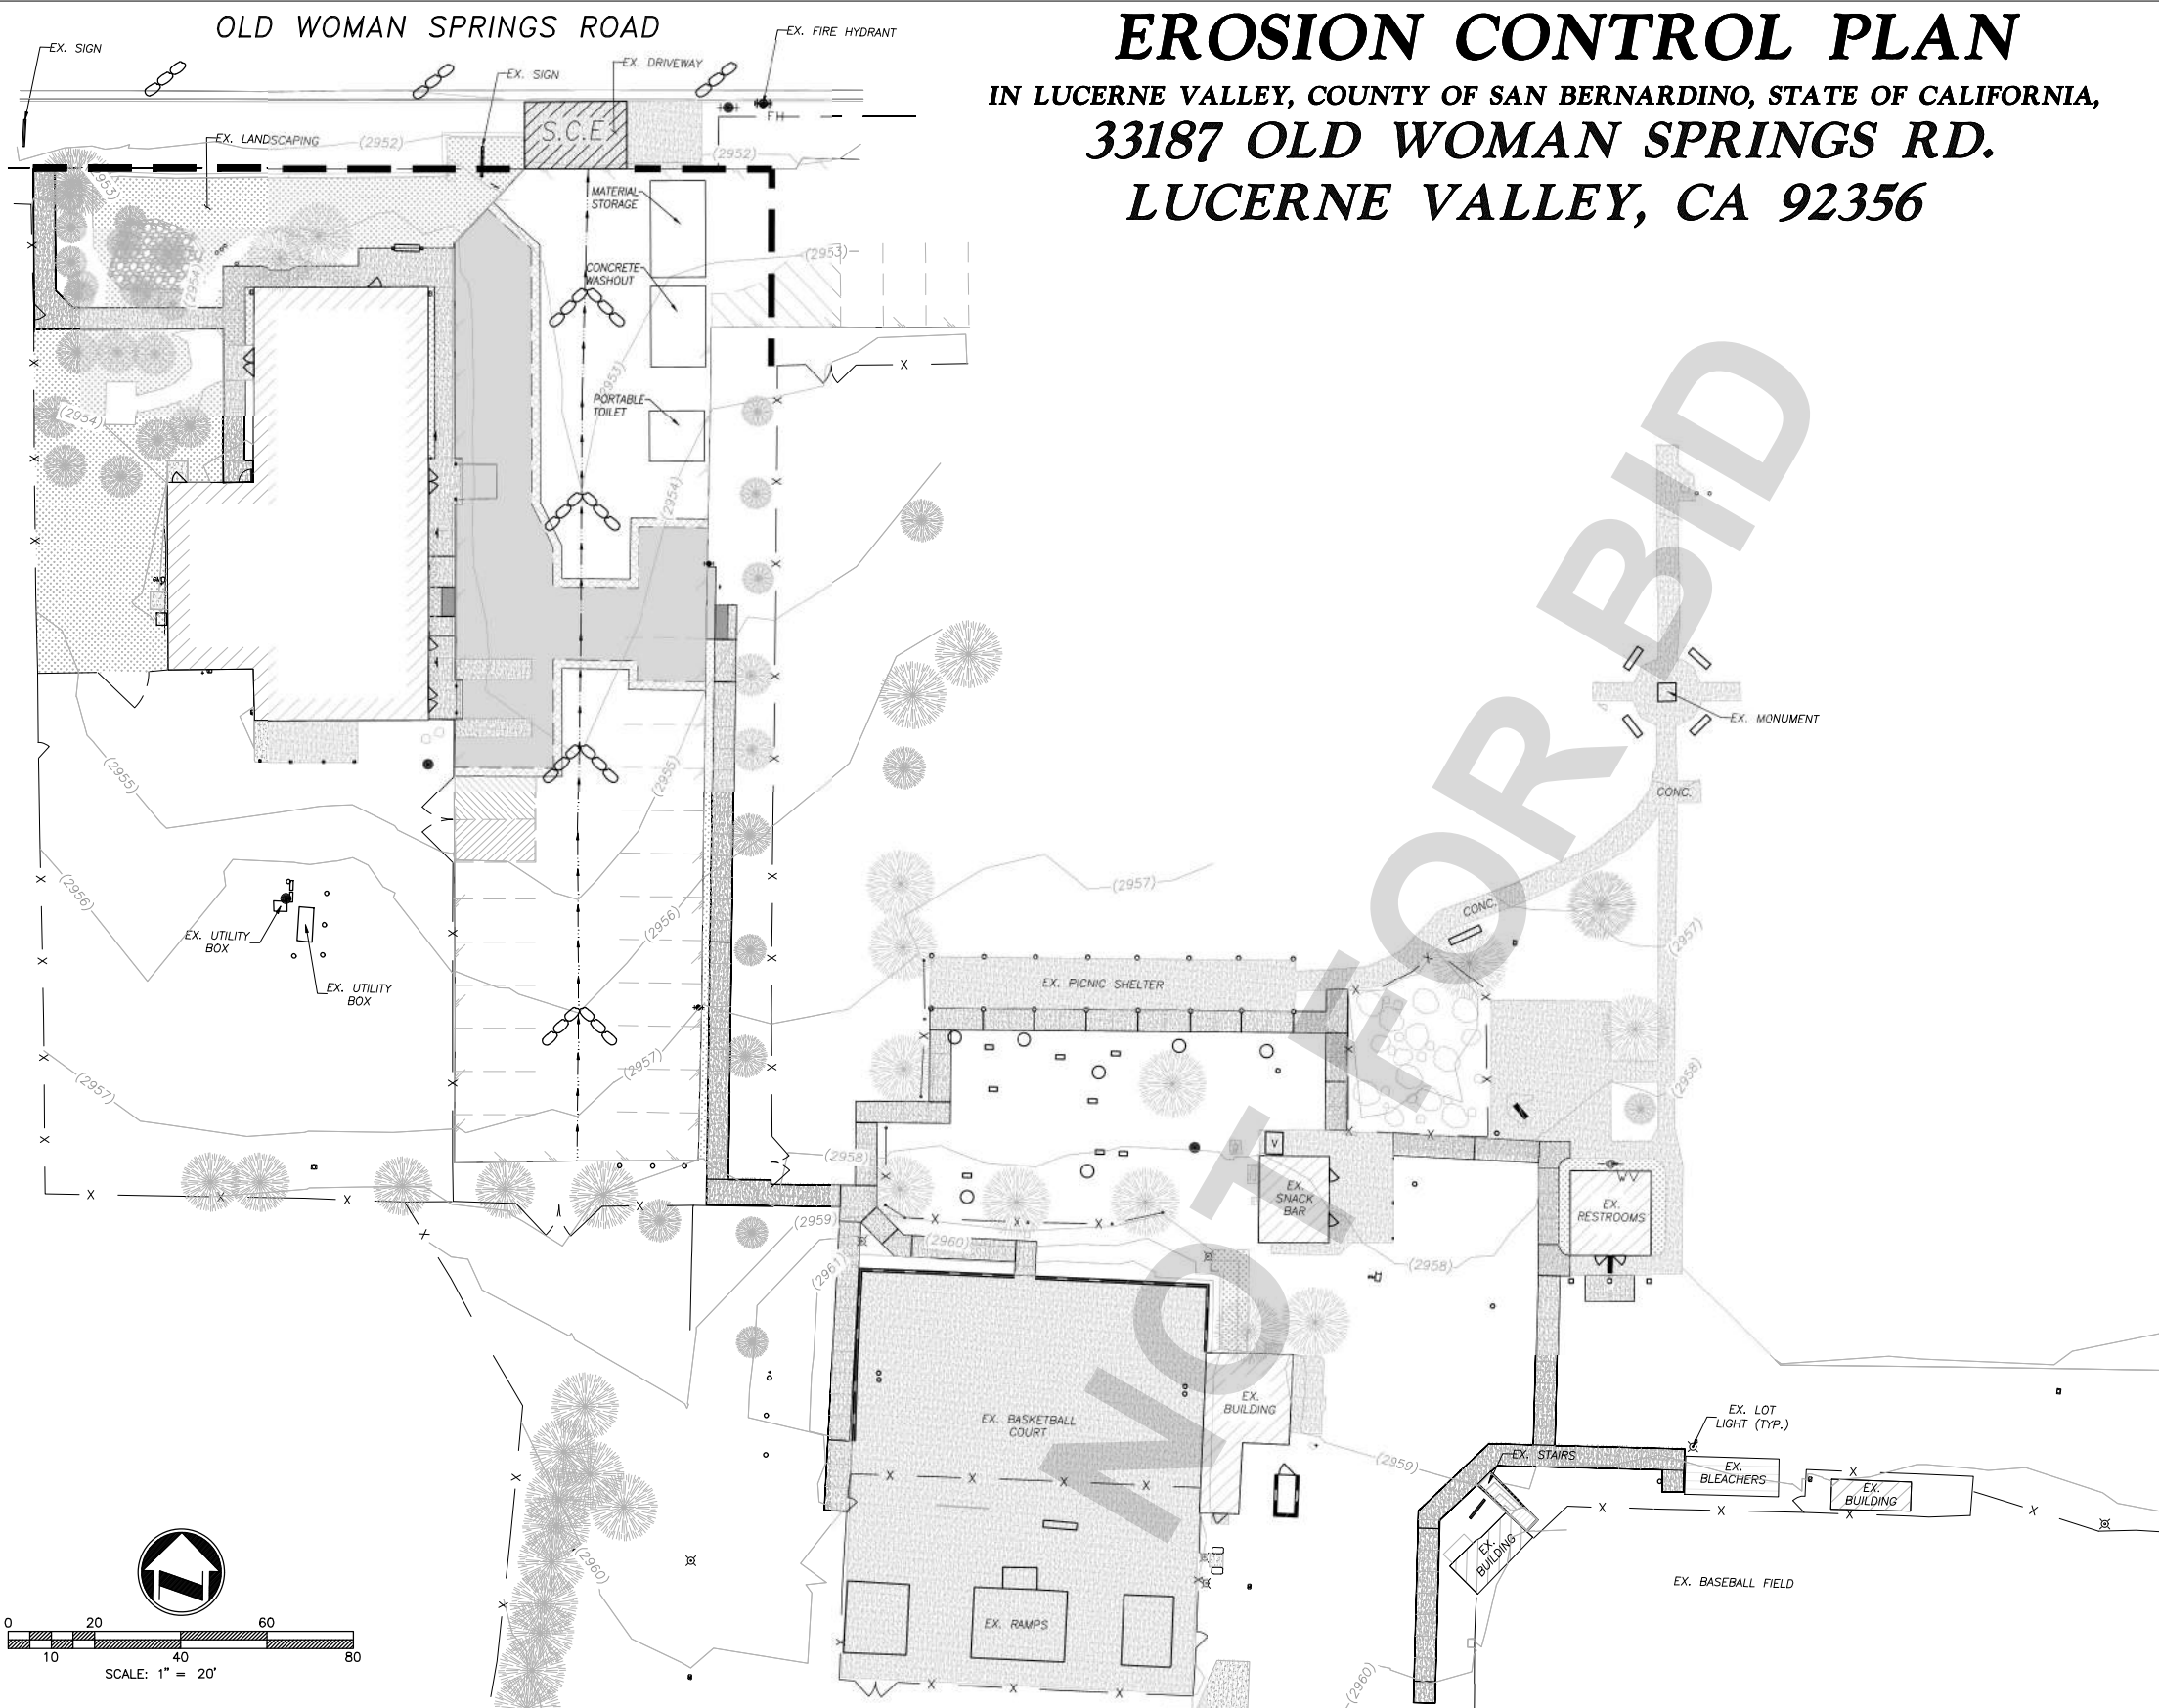 OLD WOMAN SPRINGS ROAD
EROSION CONTROL PLAN
IN LUCERNE VALLEY, COUNTY OF SAN BERNARDINO, STATE OF CALIFORNIA,
33187 OLD WOMAN SPRINGS RD.
LUCERNE VALLEY, CA 92356
EX. SIGN
EX. SIGN
EX. DRIVEWAY
EX. FIRE HYDRANT
FH
S.C.E
EX. LANDSCAPING
(2952)
(2952)
(2953)
MATERIAL
STORAGE
(2953)
CONCRETE
WASHOUT
(2954)
(2953)
PORTABLE
TOILET
(2954)
(2954)
NOT FOR BID
EX. MONUMENT
(2955)
(2955)
CONC.
(2956)
(2957)
CONC.
(2956)
(2957)
EX. UTILITY
BOX
EX. UTILITY
BOX
EX. PICNIC SHELTER
(2957)
(2957)
(2958)
(2958)
V
EX.
SNACK
BAR
WV
EX.
RESTROOMS
(2959)
(2960)
(2961)
(2958)
EX. BASKETBALL
COURT
EX.
BUILDING
EX. LOT
LIGHT (TYP.)
(2959)
EX. STAIRS
EX.
BLEACHERS
EX.
BUILDING
EX.
BUILDING
(2960)
EX. BASEBALL FIELD
EX. RAMPS
(2960)
N
0 20 60
10 40 80
SCALE: 1" = 20'